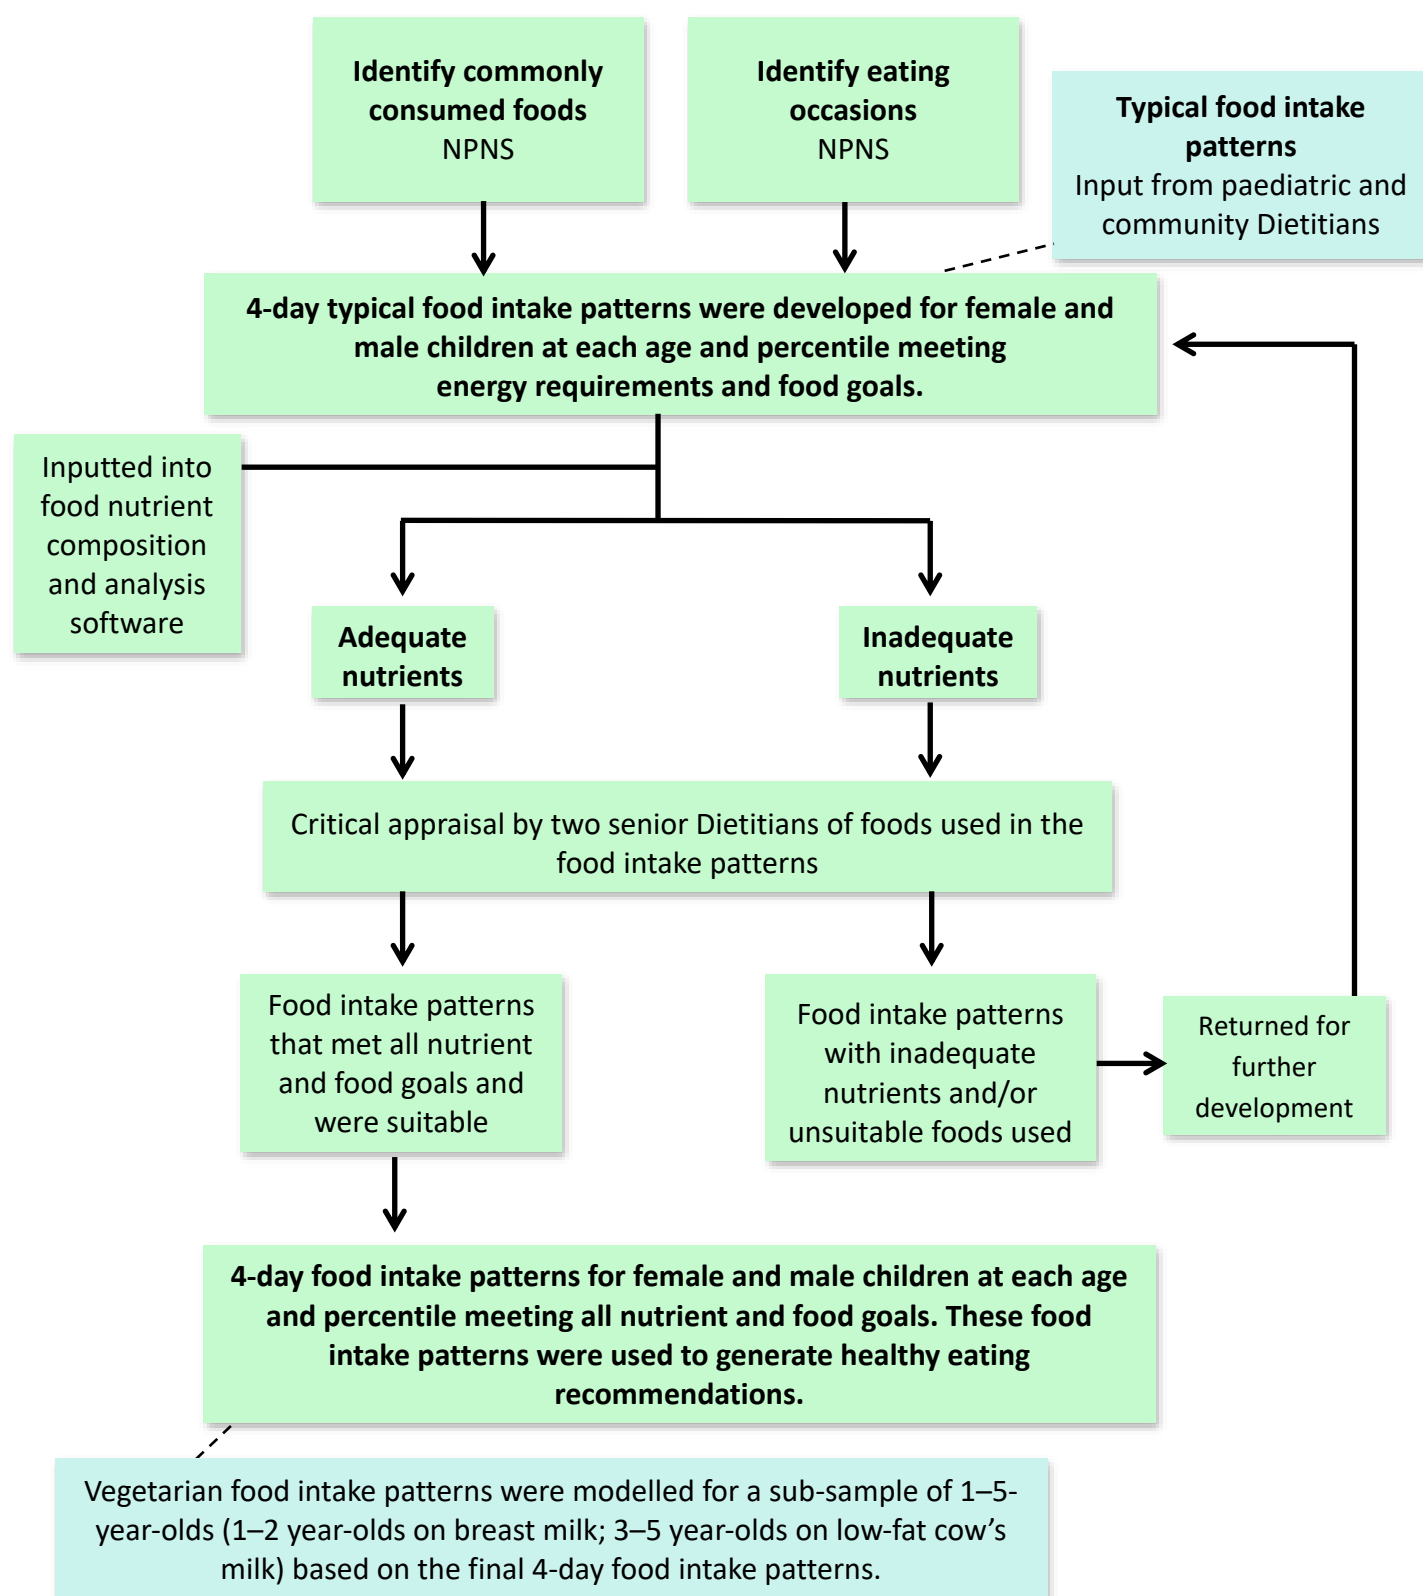 Identify commonly
consumed foods
NPNS
Identify eating
occasions
NPNS
Typical food intake
patterns
Input from paediatric and
community Dietitians
4-day typical food intake patterns were developed for female and
male children at each age and percentile meeting
energy requirements and food goals.
Inputted into
food nutrient
composition
and analysis
software
Adequate
nutrients
Inadequate
nutrients
Critical appraisal by two senior Dietitians of foods used in the
food intake patterns
Food intake patterns
that met all nutrient
and food goals and
were suitable
Food intake patterns
with inadequate
nutrients and/or
unsuitable foods used
Returned for
further
development
4-day food intake patterns for female and male children at each age
and percentile meeting all nutrient and food goals. These food
intake patterns were used to generate healthy eating
recommendations.
Vegetarian food intake patterns were modelled for a sub-sample of 1–5-
year-olds (1–2 year-olds on breast milk; 3–5 year-olds on low-fat cow’s
milk) based on the final 4-day food intake patterns.